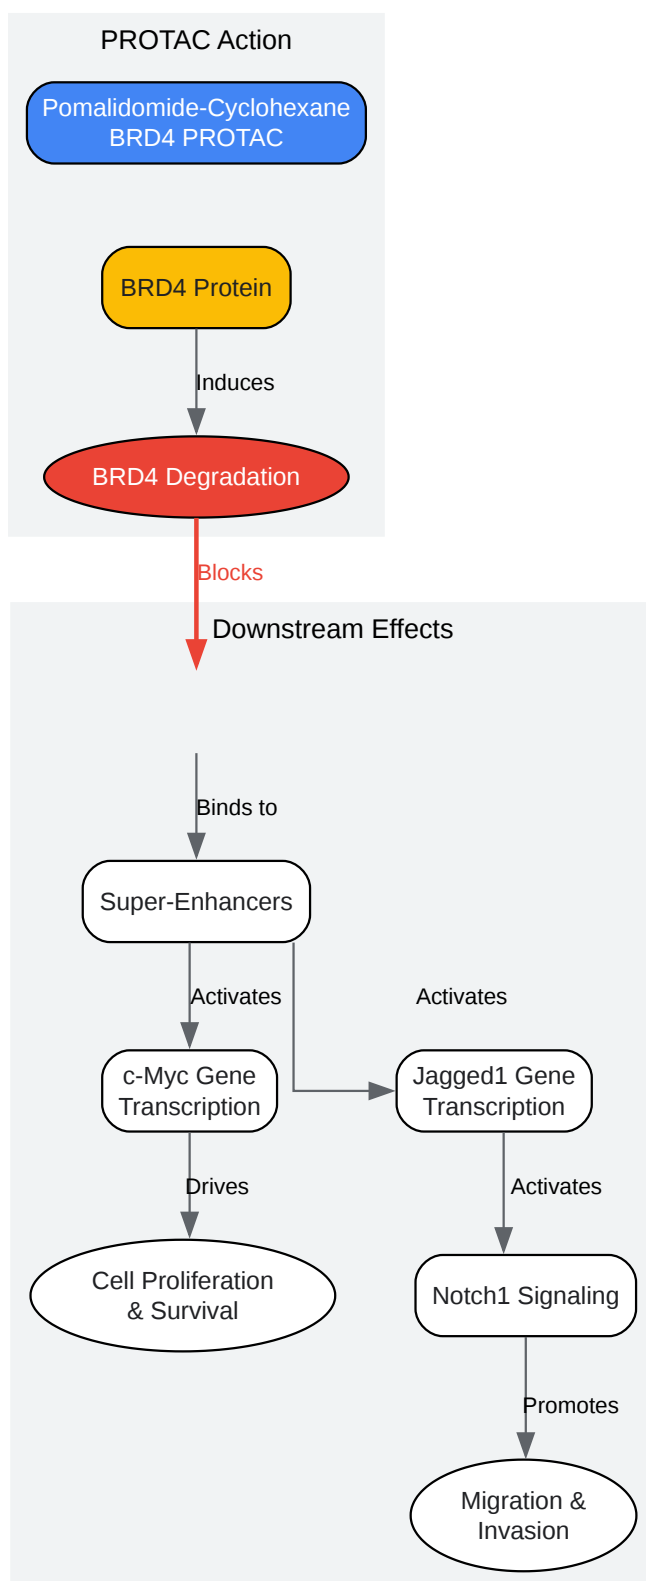 PROTAC Action
Pomalidomide-Cyclohexane
BRD4 PROTAC
BRD4 Protein
Induces
BRD4 Degradation
Blocks
Downstream Effects
Binds to
Super-Enhancers
Activates
Activates
c-Myc Gene
Transcription
Jagged1 Gene
Transcription
Drives
Activates
Cell Proliferation
& Survival
Notch1 Signaling
Promotes
Migration &
Invasion